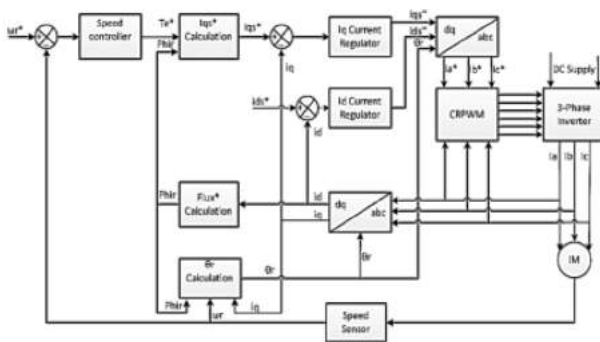 ωr*
Speed
controller
Te*
Phir
Iqs*
Calculation
Iqs*
Iq Current
Regulator
Iqs**
Ids**
θr
dq
abc
Ia*
Ib*
Ic*
DC Supply
CRPWM
3-Phase
Inverter
Ia
Ib
Ic
iq
Ids*
id
Id Current
Regulator
Phir
Flux*
Calculation
id
iq
dq
abc
θr
Calculation
θr
θr
Phir
ωr
iq
IM
Speed
Sensor